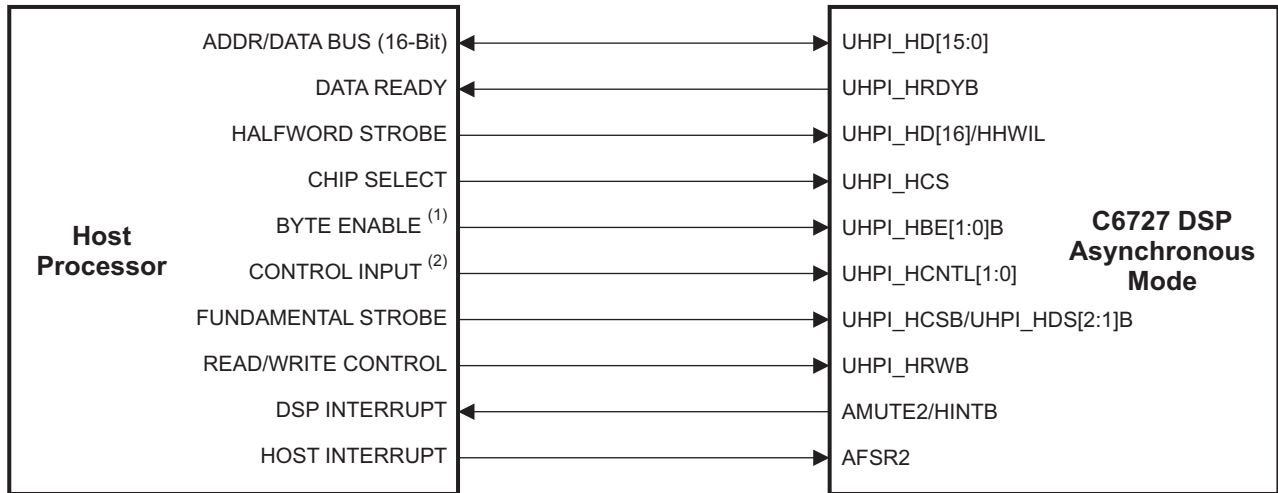 ADDR/DATA BUS (16-Bit) UHPI_HD[15:0]
DATA READY UHPI_HRDYB
HALFWORD STROBE UHPI_HD[16]/HHWIL
CHIP SELECT UHPI_HCS
BYTE ENABLE (1) UHPI_HBE[1:0]B
CONTROL INPUT (2) UHPI_HCNTL[1:0]
FUNDAMENTAL STROBE UHPI_HCSB/UHPI_HDS[2:1]B
READ/WRITE CONTROL UHPI_HRWB
DSP INTERRUPT AMUTE2/HINTB
HOST INTERRUPT AFSR2
Host
Processor
C6727 DSP
Asynchronous
Mode